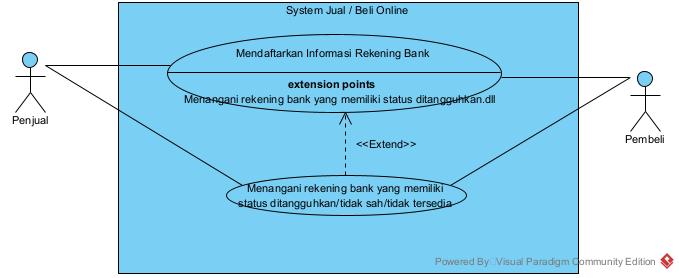 System Jual / Beli Online
Mendaftarkan Informasi Rekening Bank
extension points
Menangani rekening bank yang memiliki status ditangguhkan.dll
Penjual
Pembeli
<<Extend>>
Menangani rekening bank yang memiliki
status ditangguhkan/tidak sah/tidak tersedia
Powered By Visual Paradigm Community Edition